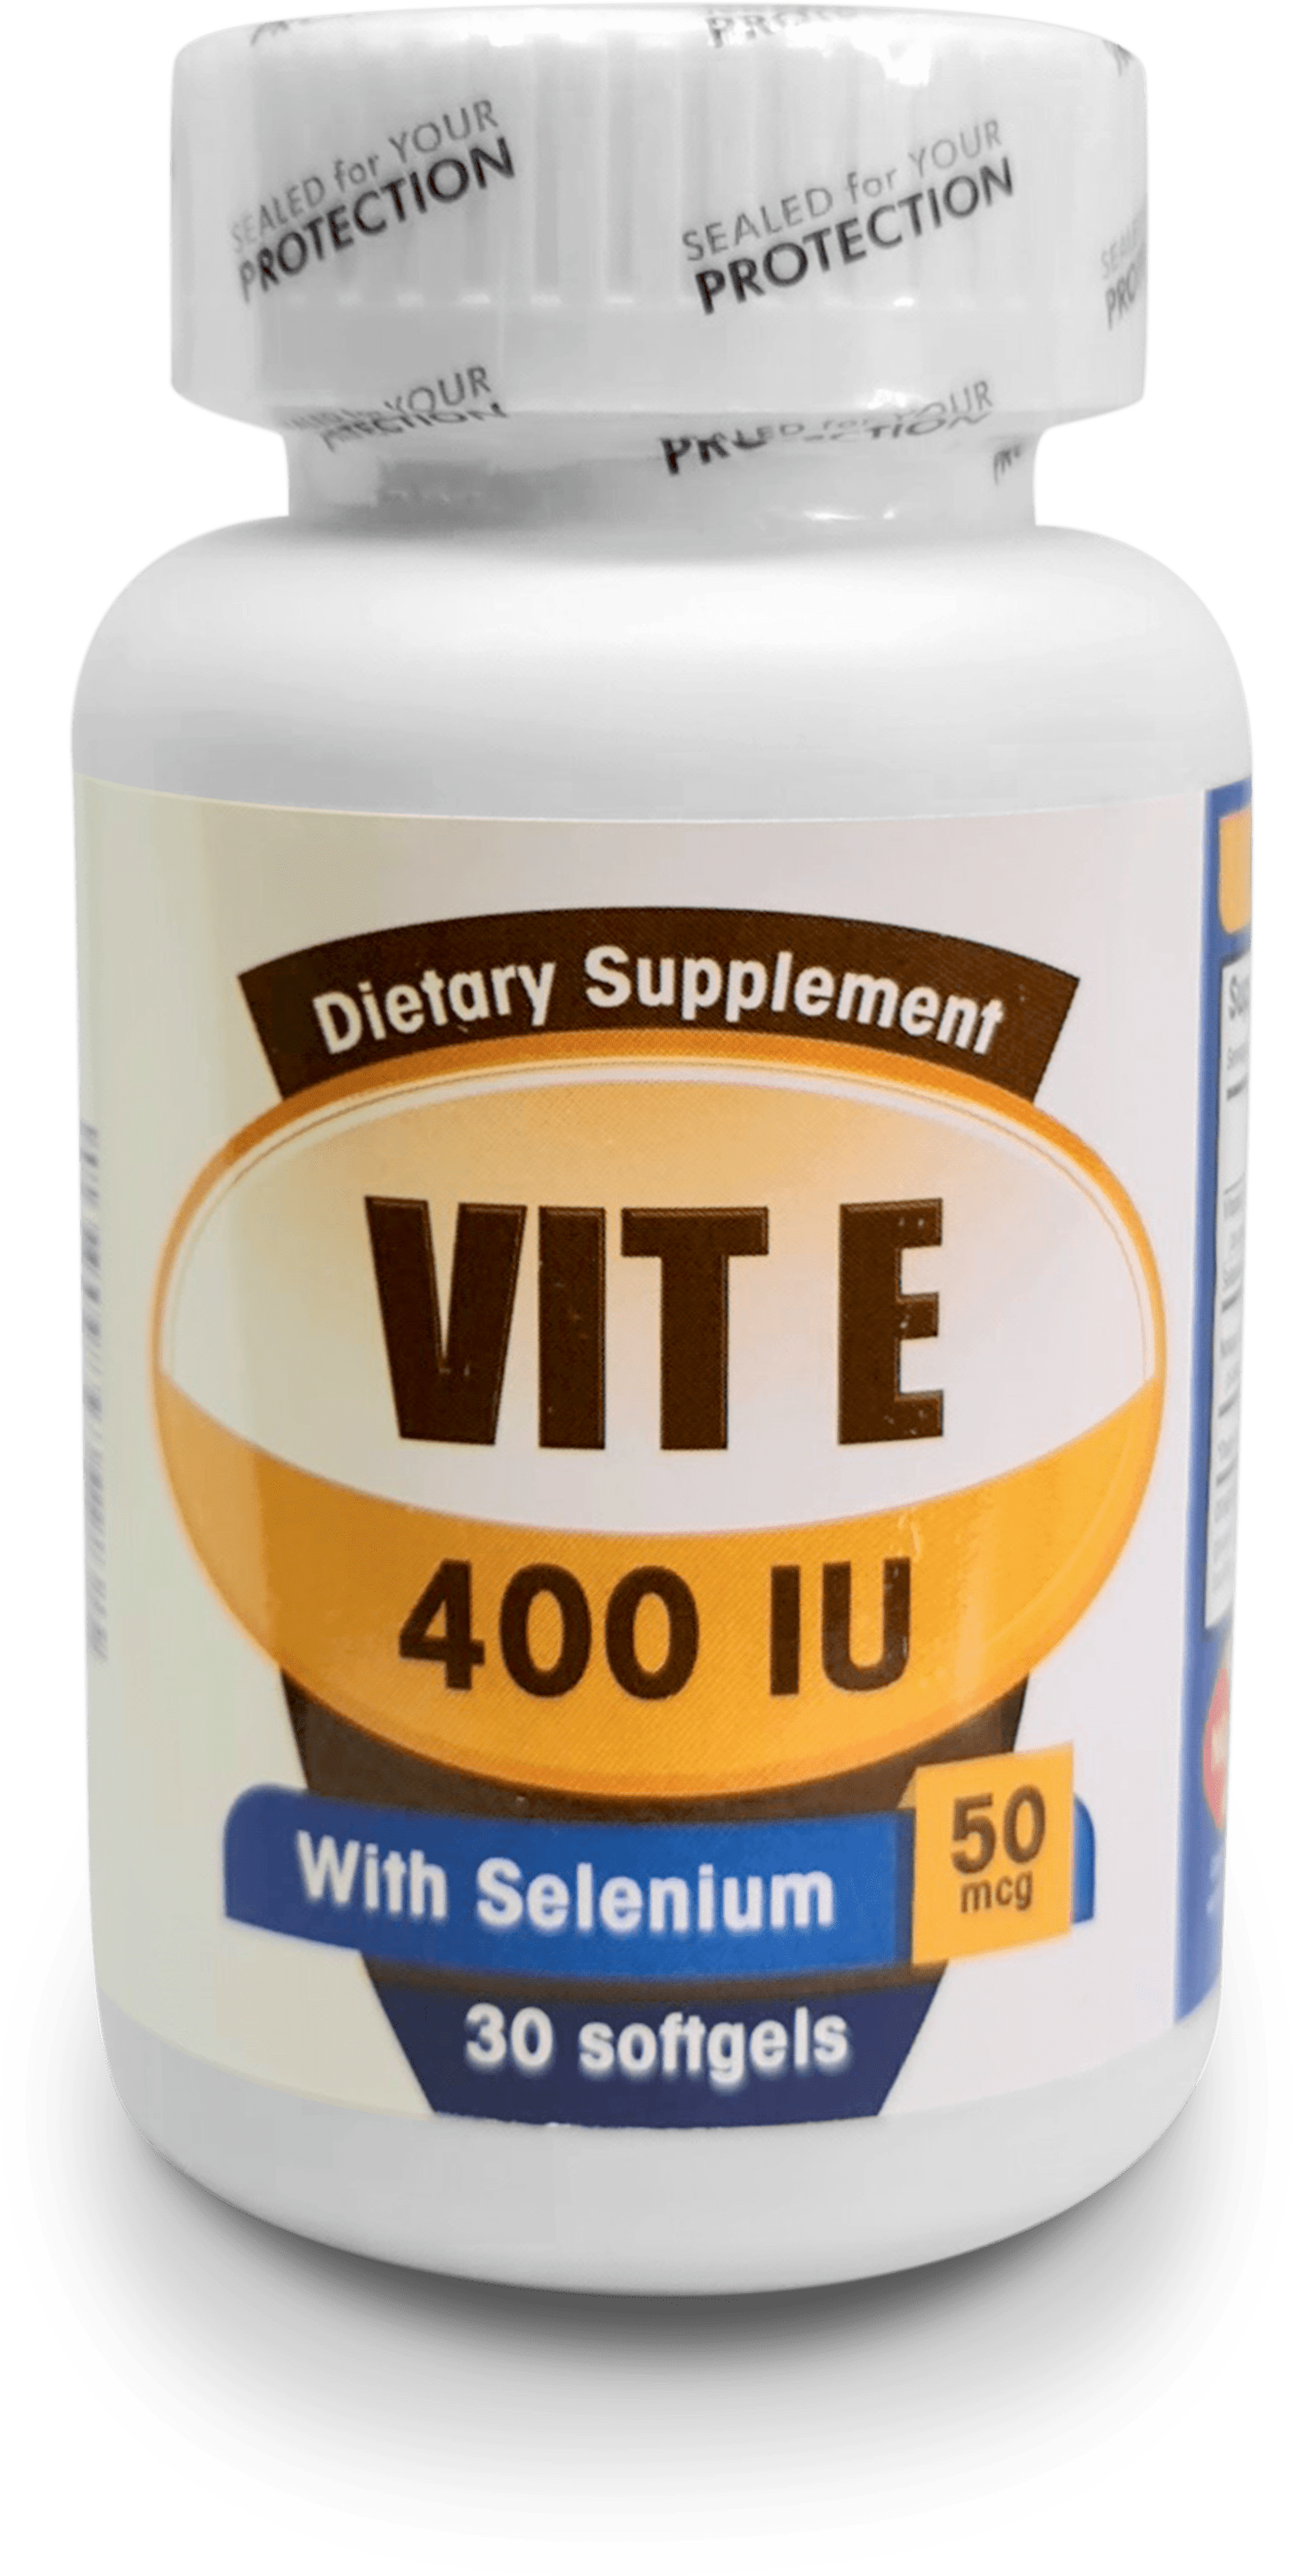 SEALED for YOUR
PROTECTION
SEALED for YOUR
PROTECTION
YOUR
Dietary Supplement
VIT E
400 IU
With Selenium
50
mcg
30 softgels